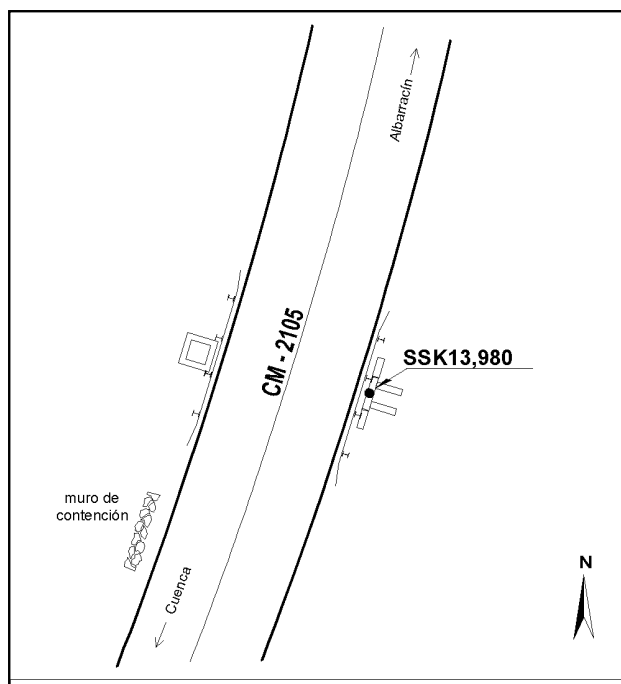 Albarracín
CM - 2105
SSK13,980
muro de
contención
Cuenca
N